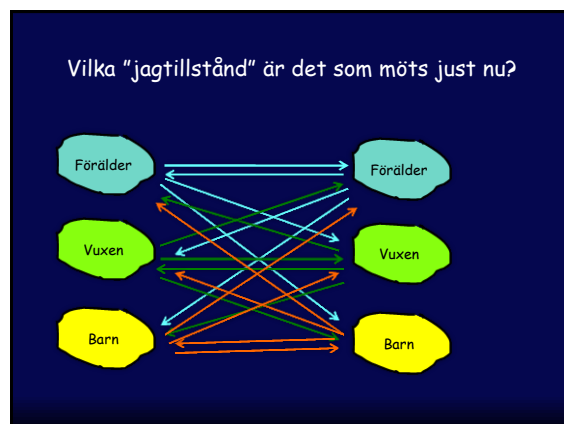 Vilka ”jagtillstånd” är det som möts just nu?
Förälder
Förälder
Vuxen
Vuxen
Barn
Barn